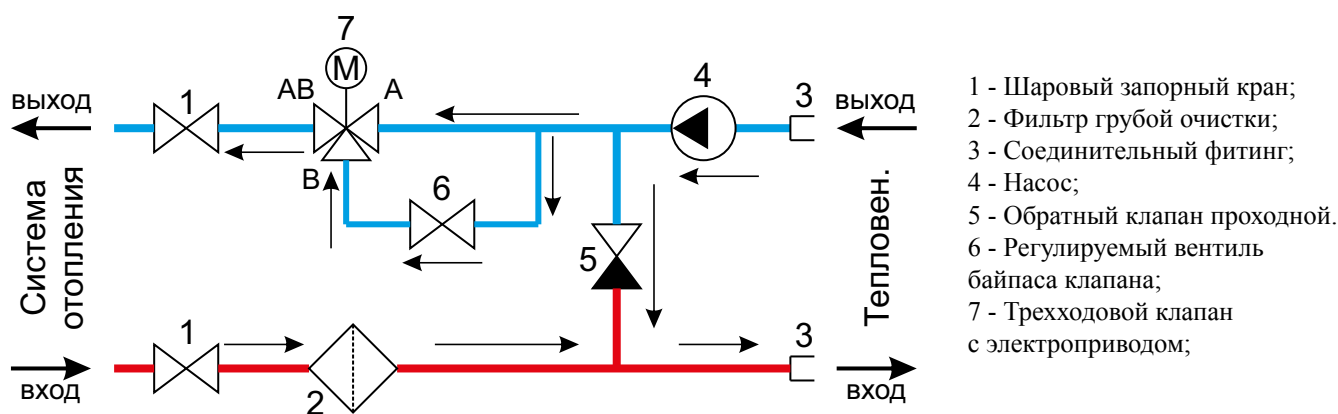 7
M
AB
A
1
4
3
выход
выход
B
6
5
Система
отопления
Тепловен.
1
2
3
вход
вход
1 - Шаровый запорный кран;
2 - Фильтр грубой очистки;
3 - Соединительный фитинг;
4 - Насос;
5 - Обратный клапан проходной.
6 - Регулируемый вентиль
байпаса клапана;
7 - Трехходовой клапан
с электроприводом;